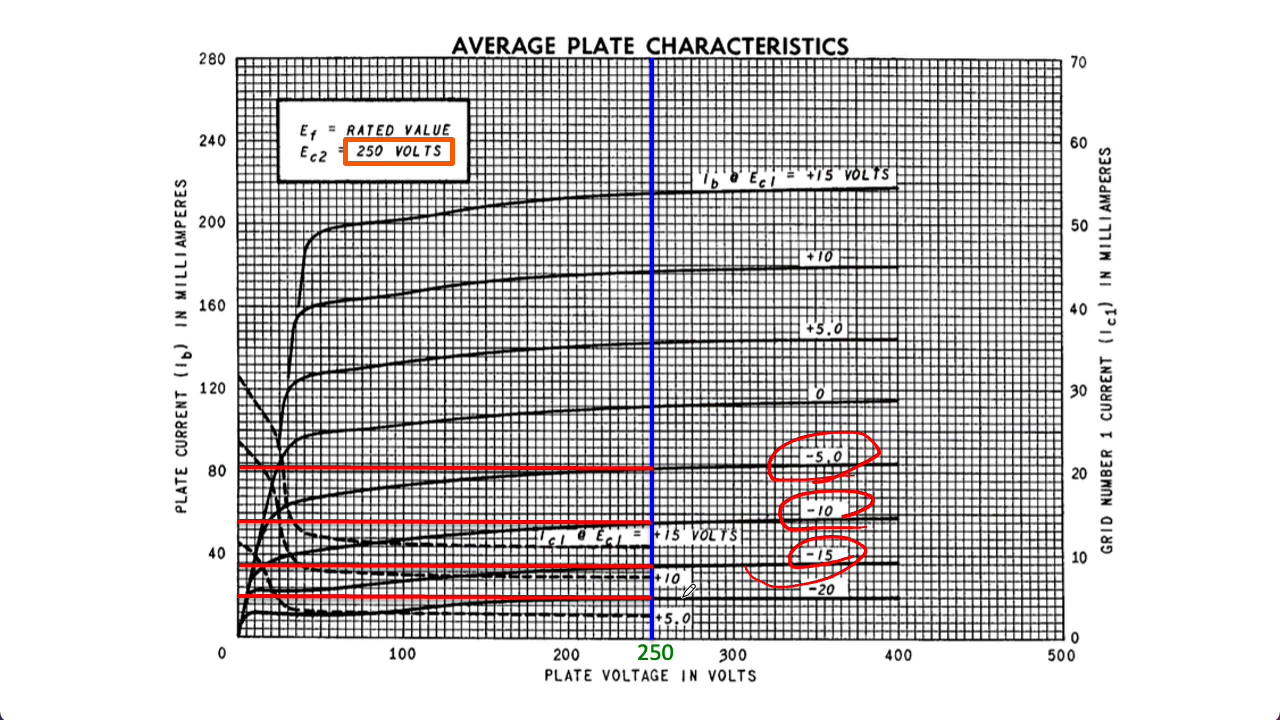 AVERAGE PLATE CHARACTERISTICS
280
240
200
160
120
80
40
0
PLATE CURRENT (Ib) IN MILLIAMPERES
Ef = RATED VALUE
Ec2 = 250 VOLTS
Ib @ Ec1 = +15 VOLTS
+10
+5.0
0
-5.0
-10
-15
-20
Ic1 @ Ec1 = +15 VOLTS
+10
+5.0
70
60
50
40
30
20
10
0
GRID NUMBER 1 CURRENT (Ic1) IN MILLIAMPERES
100 200 250 300 400 500
PLATE VOLTAGE IN VOLTS